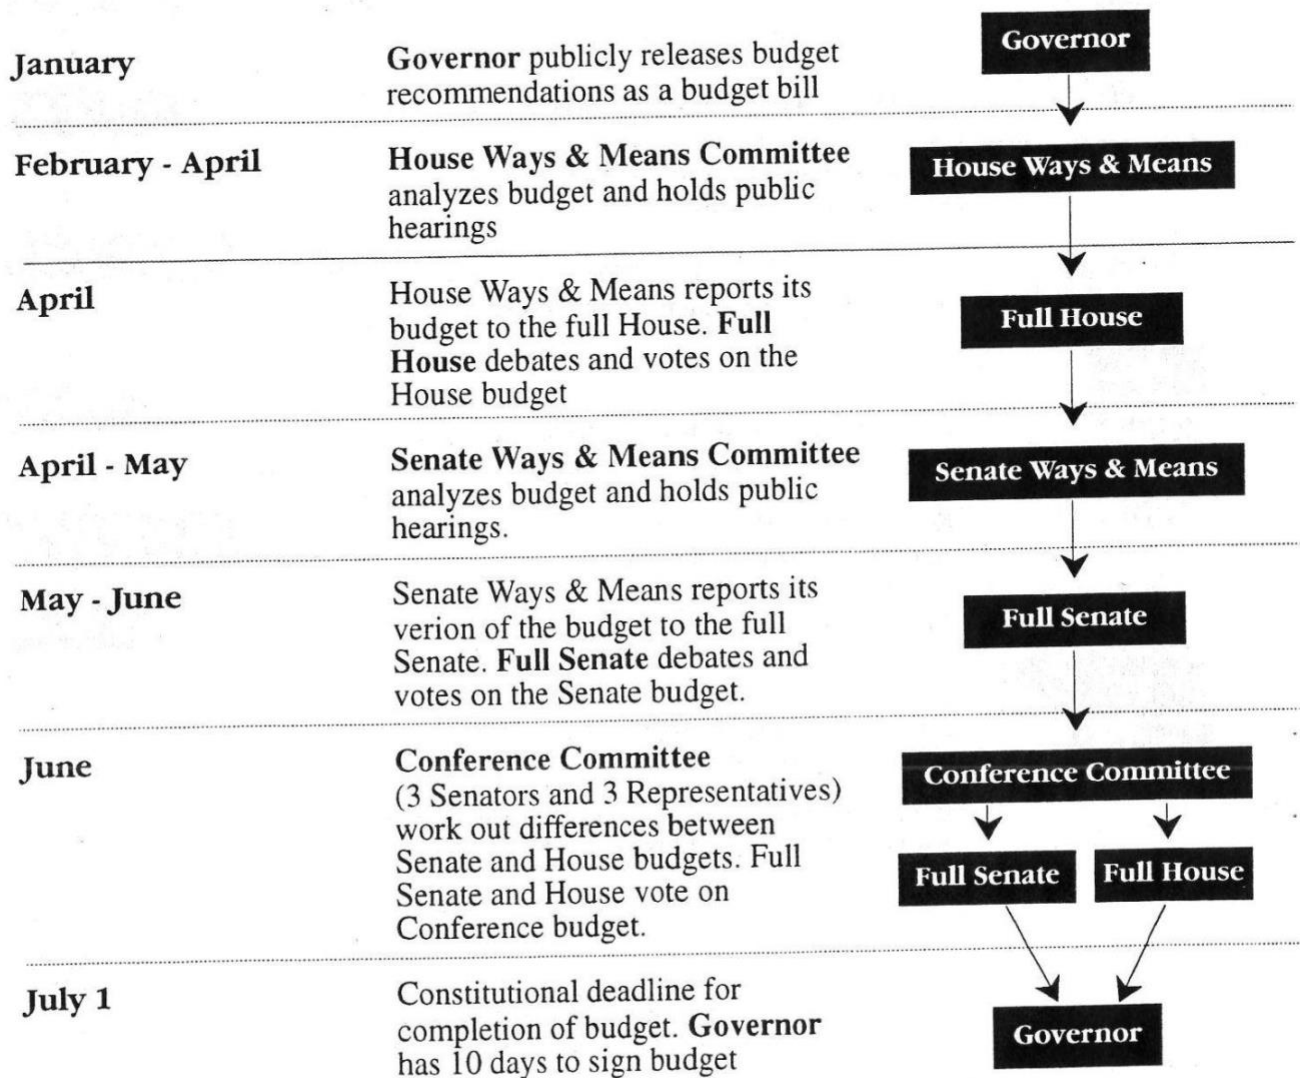 January
Governor publicly releases budget
recommendations as a budget bill
Governor
February - April
House Ways & Means Committee
analyzes budget and holds public
hearings
House Ways & Means
April
House Ways & Means reports its
budget to the full House. Full
House debates and votes on the
House budget
Full House
April - May
Senate Ways & Means Committee
analyzes budget and holds public
hearings.
Senate Ways & Means
May - June
Senate Ways & Means reports its
verion of the budget to the full
Senate. Full Senate debates and
votes on the Senate budget.
Full Senate
June
Conference Committee
(3 Senators and 3 Representatives)
work out differences between
Senate and House budgets. Full
Senate and House vote on
Conference budget.
Conference Committee
Full Senate
Full House
July 1
Constitutional deadline for
completion of budget. Governor
has 10 days to sign budget
Governor